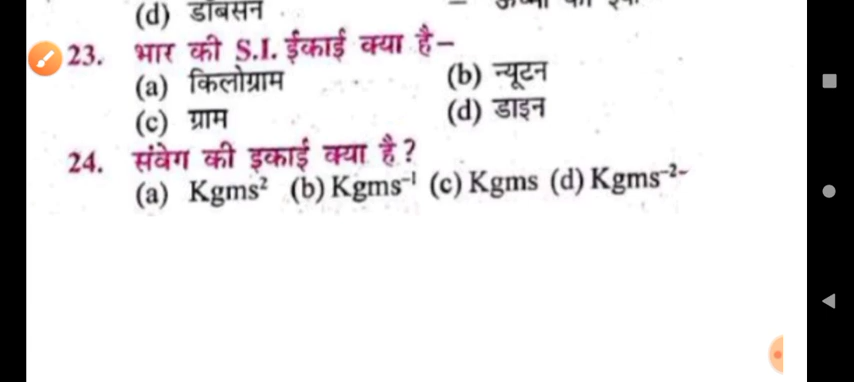 (d) डॉबसन
23. भार की S.I. ईकाई क्या है–
(a) किलोग्राम (b) न्यूटन
(c) ग्राम (d) डाइन
24. संवेग की इकाई क्या है?
(a) Kgms² (b) Kgms⁻¹ (c) Kgms (d) Kgms⁻²-